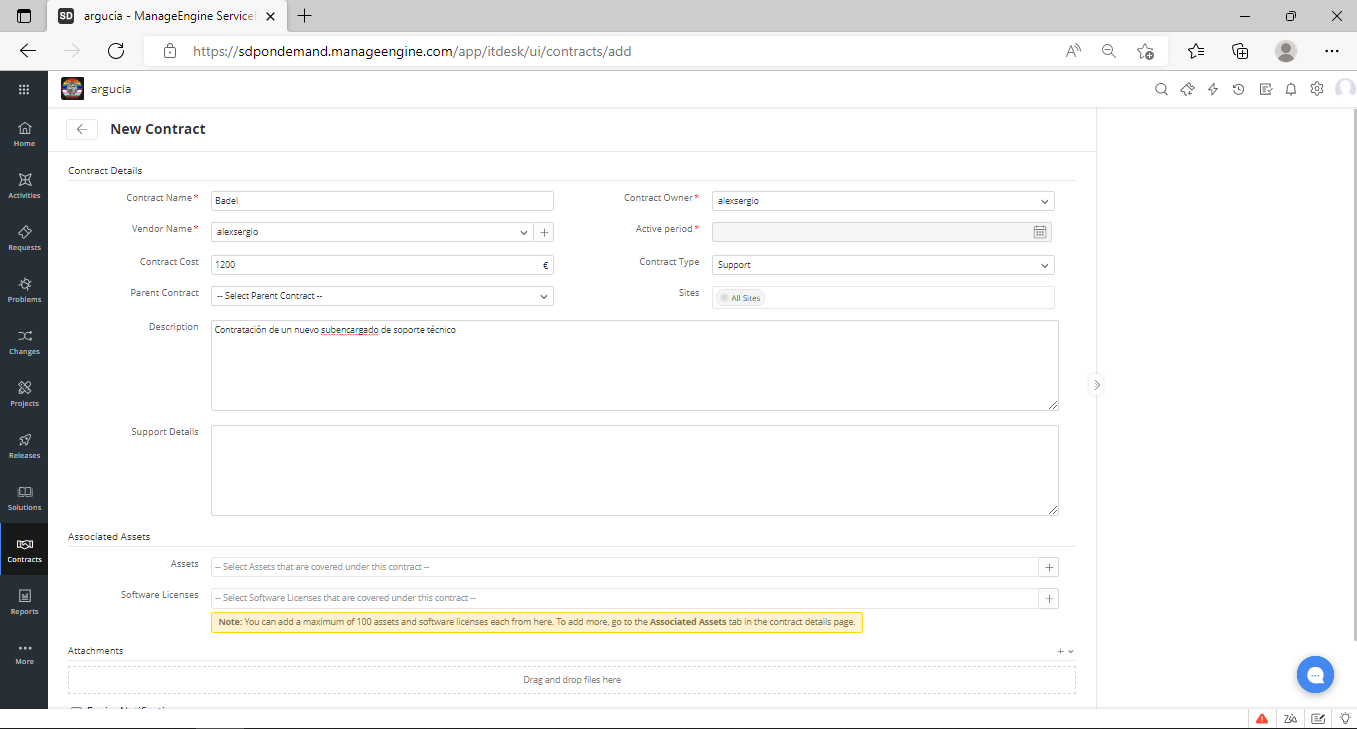 SD argucia - ManageEngine Service
https://sdpondemand.manageengine.com/app/itdesk/ui/contracts/add
argucia
Home
Activities
Requests
Problems
Changes
Projects
Releases
Solutions
Contracts
Reports
More
New Contract
Contract Details
Contract Name* Badel
Contract Owner* alexsergio
Vendor Name* alexsergio
Active period*
Contract Cost 1200 €
Contract Type Support
Parent Contract -- Select Parent Contract --
Sites All Sites
Description Contratación de un nuevo subencargado de soporte técnico
Support Details
Associated Assets
Assets -- Select Assets that are covered under this contract --
Software Licenses -- Select Software Licenses that are covered under this contract --
Note: You can add a maximum of 100 assets and software licenses each from here. To add more, go to the Associated Assets tab in the contract details page.
Attachments
Drag and drop files here